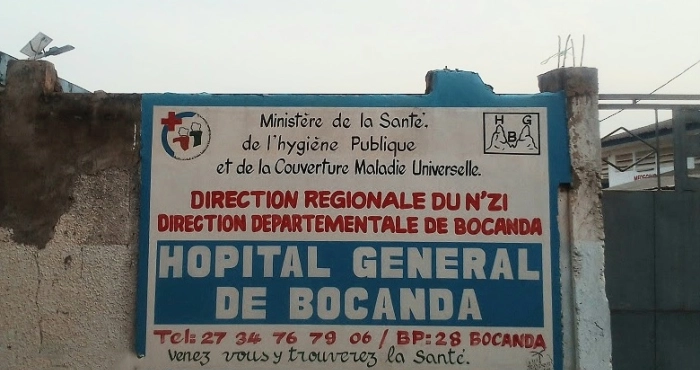 Ministère de la Santé.
de l'hygiène Publique
et de la Couverture Maladie Universelle.
H G
B
DIRECTION REGIONALE DU N'ZI
DIRECTION DEPARTEMENTALE DE BOCANDA
HOPITAL GENERAL
DE BOCANDA
Tel: 27 34 76 79 06 / BP: 28 BOCANDA
Venez vous y trouverez la Santé.